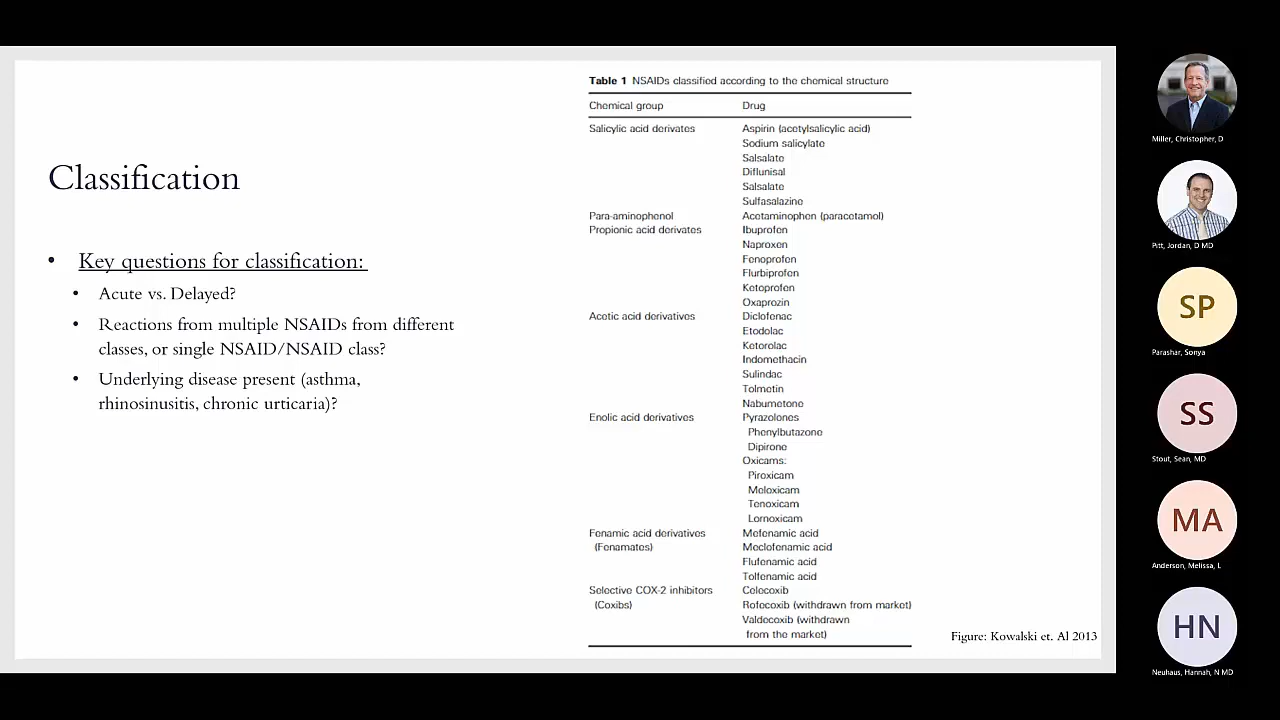 Classification
• Key questions for classification:
• Acute vs. Delayed?
• Reactions from multiple NSAIDs from different
classes, or single NSAID/NSAID class?
• Underlying disease present (asthma,
rhinosinusitis, chronic urticaria)?
Table 1 NSAIDs classified according to the chemical structure
Chemical group Drug
Salicylic acid derivates Aspirin (acetylsalicylic acid)
Sodium salicylate
Salsalate
Diflunisal
Salsalate
Sulfasalazine
Para-aminophenol Acetaminophen (paracetamol)
Propionic acid derivates Ibuprofen
Naproxen
Fenoprofen
Flurbiprofen
Ketoprofen
Oxaprozin
Acetic acid derivatives Diclofenac
Etodolac
Ketorolac
Indomethacin
Sulindac
Tolmetin
Nabumetone
Enolic acid derivatives Pyrazolones
Phenylbutazone
Dipirone
Oxicams:
Piroxicam
Meloxicam
Tenoxicam
Lornoxicam
Fenamic acid derivatives Mefenamic acid
(Fenamates) Meclofenamic acid
Flufenamic acid
Tolfenamic acid
Selective COX-2 inhibitors Celecoxib
(Coxibs) Rofecoxib (withdrawn from market)
Valdecoxib (withdrawn
from the market)
Figure: Kowalski et. Al 2013
Miller, Christopher, D
Pitt, Jordan, D MD
SP
Parashar, Sonya
SS
Stout, Sean, MD
MA
Anderson, Melissa, L
HN
Neuhaus, Hannah, N MD